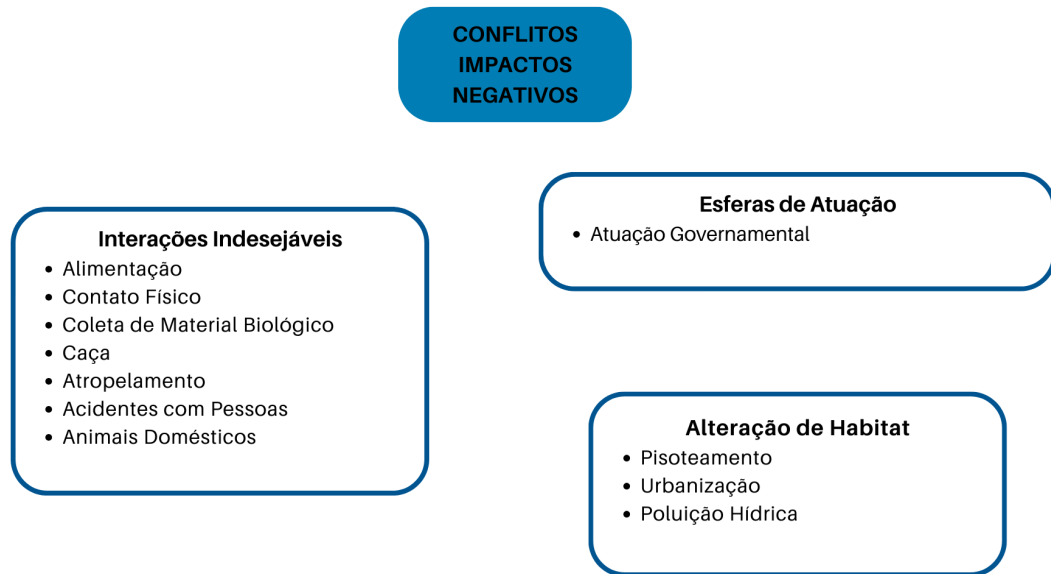 CONFLITOS
IMPACTOS
NEGATIVOS
Interações Indesejáveis
• Alimentação
• Contato Físico
• Coleta de Material Biológico
• Caça
• Atropelamento
• Acidentes com Pessoas
• Animais Domésticos
Esferas de Atuação
• Atuação Governamental
Alteração de Habitat
• Pisoteamento
• Urbanização
• Poluição Hídrica